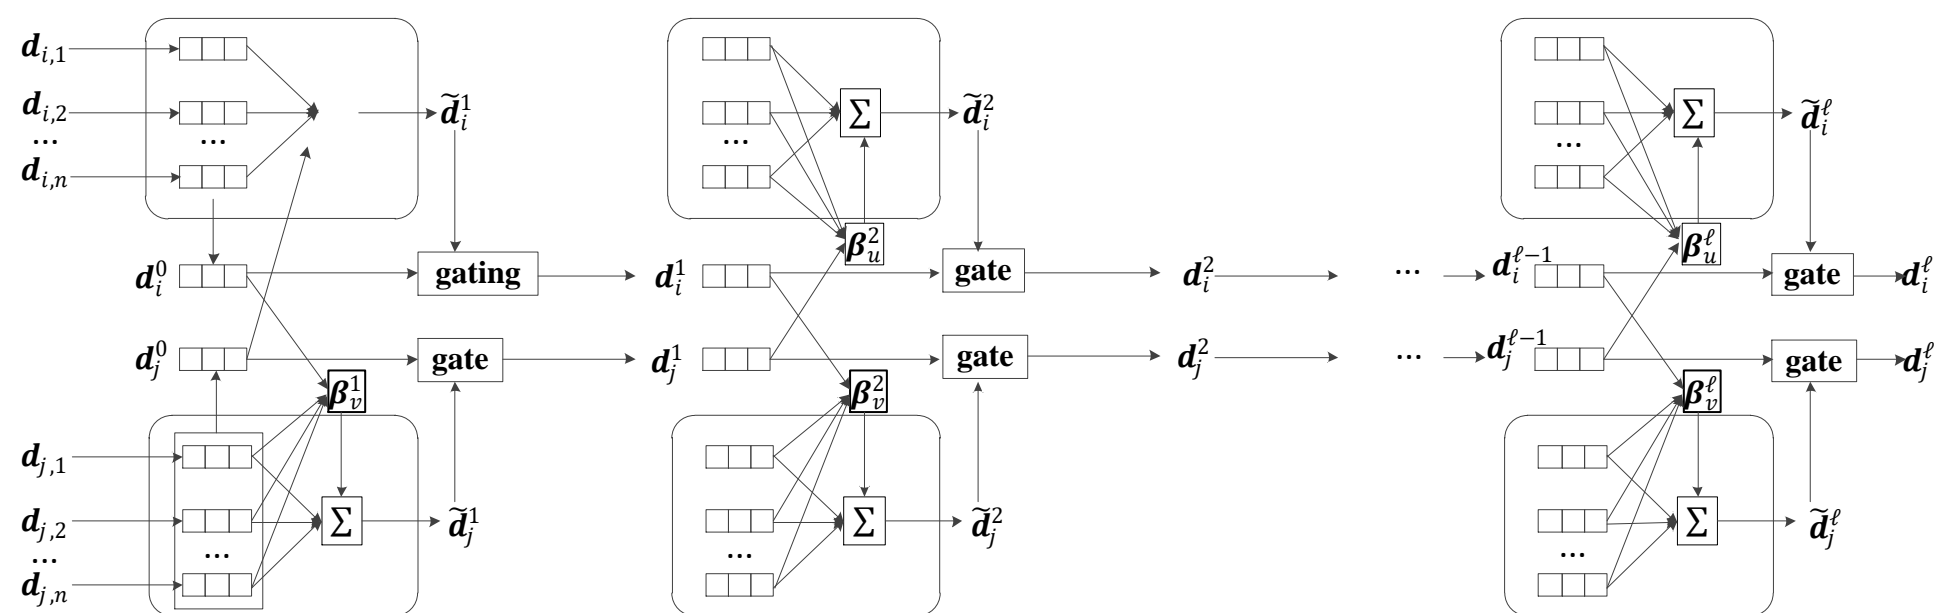 d_{i,1}
d_{i,2}
...
d_{i,n}
...
d̃_i^1
d_i^0
gating
d_j^0
gate
β_v^1
d_{j,1}
d_{j,2}
...
d_{j,n}
...
Σ
d̃_j^1
...
Σ
d̃_i^2
β_u^2
d_i^1
gate
d_i^2
d_j^1
gate
d_j^2
β_v^2
...
Σ
d̃_j^2
...
...
...
Σ
d̃_i^ℓ
β_u^ℓ
d_i^{ℓ-1}
gate
d_i^ℓ
d_j^{ℓ-1}
gate
d_j^ℓ
β_v^ℓ
...
Σ
d̃_j^ℓ